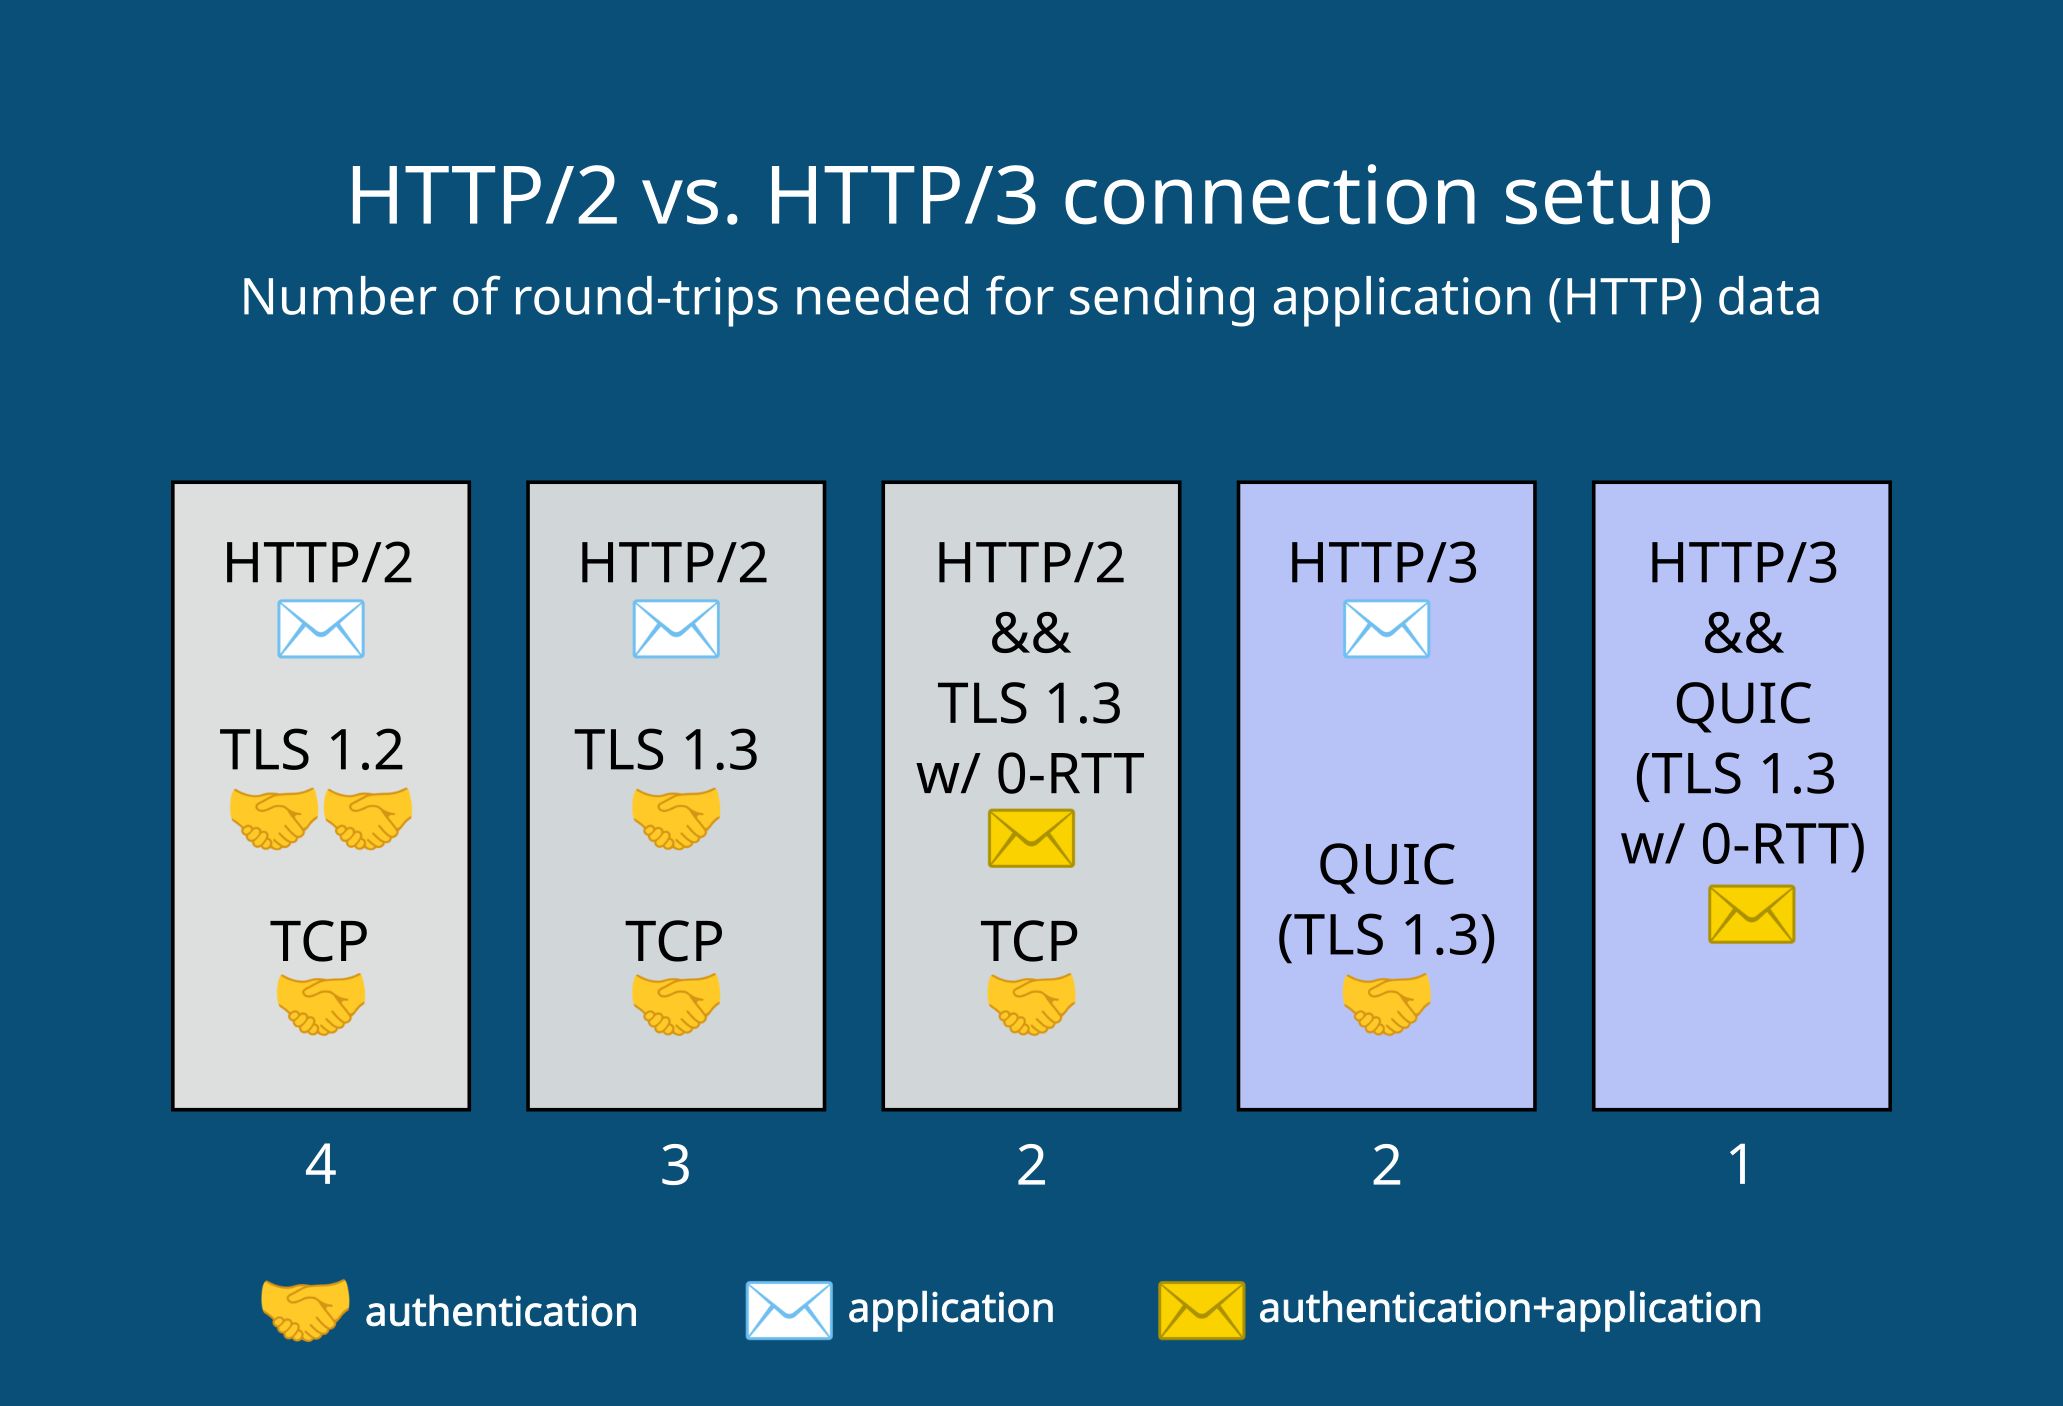 HTTP/2 vs. HTTP/3 connection setup
Number of round-trips needed for sending application (HTTP) data
HTTP/2
TLS 1.2
TCP
4
HTTP/2
TLS 1.3
TCP
3
HTTP/2
&&
TLS 1.3
w/ 0-RTT
TCP
2
HTTP/3
QUIC
(TLS 1.3)
2
HTTP/3
&&
QUIC
(TLS 1.3
w/ 0-RTT)
1
authentication
application
authentication+application